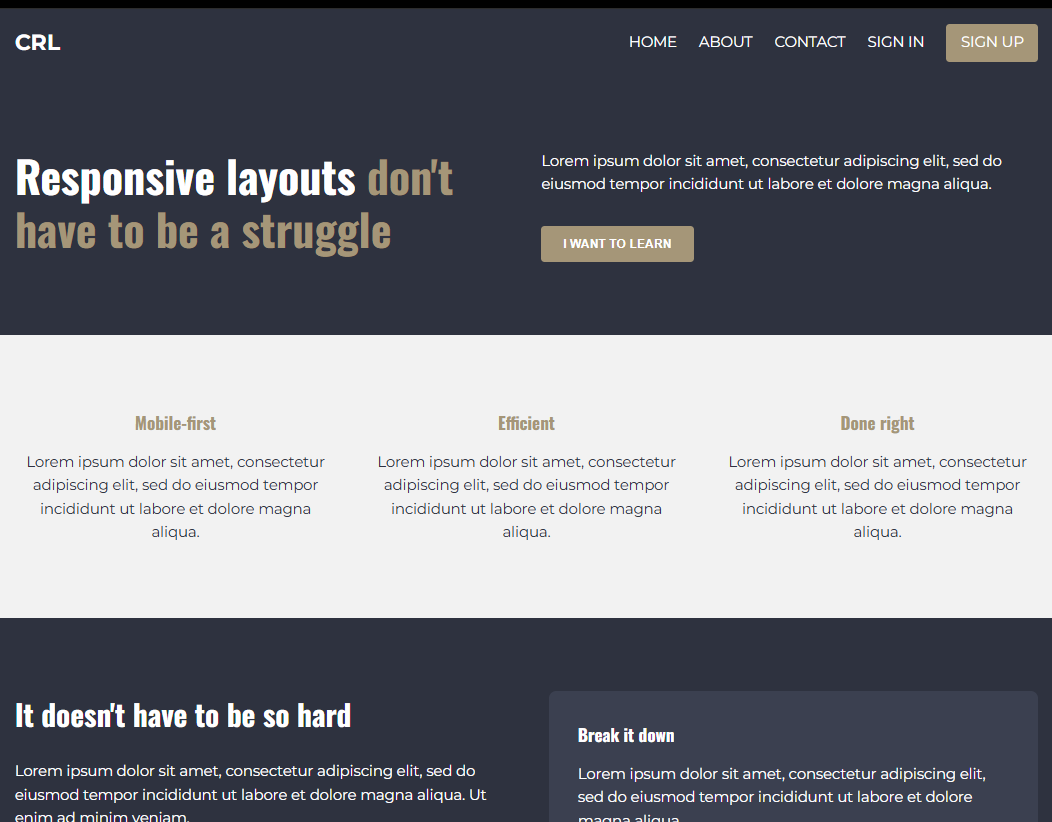 CRL
HOME ABOUT CONTACT SIGN IN SIGN UP
Responsive layouts don't
have to be a struggle
Lorem ipsum dolor sit amet, consectetur adipiscing elit, sed do
eiusmod tempor incididunt ut labore et dolore magna aliqua.
I WANT TO LEARN
Mobile-first
Lorem ipsum dolor sit amet, consectetur
adipiscing elit, sed do eiusmod tempor
incididunt ut labore et dolore magna
aliqua.
Efficient
Lorem ipsum dolor sit amet, consectetur
adipiscing elit, sed do eiusmod tempor
incididunt ut labore et dolore magna
aliqua.
Done right
Lorem ipsum dolor sit amet, consectetur
adipiscing elit, sed do eiusmod tempor
incididunt ut labore et dolore magna
aliqua.
It doesn't have to be so hard
Lorem ipsum dolor sit amet, consectetur adipiscing elit, sed do
eiusmod tempor incididunt ut labore et dolore magna aliqua. Ut
enim ad minim veniam.
Break it down
Lorem ipsum dolor sit amet, consectetur adipiscing elit,
sed do eiusmod tempor incididunt ut labore et dolore
magna aliqua.